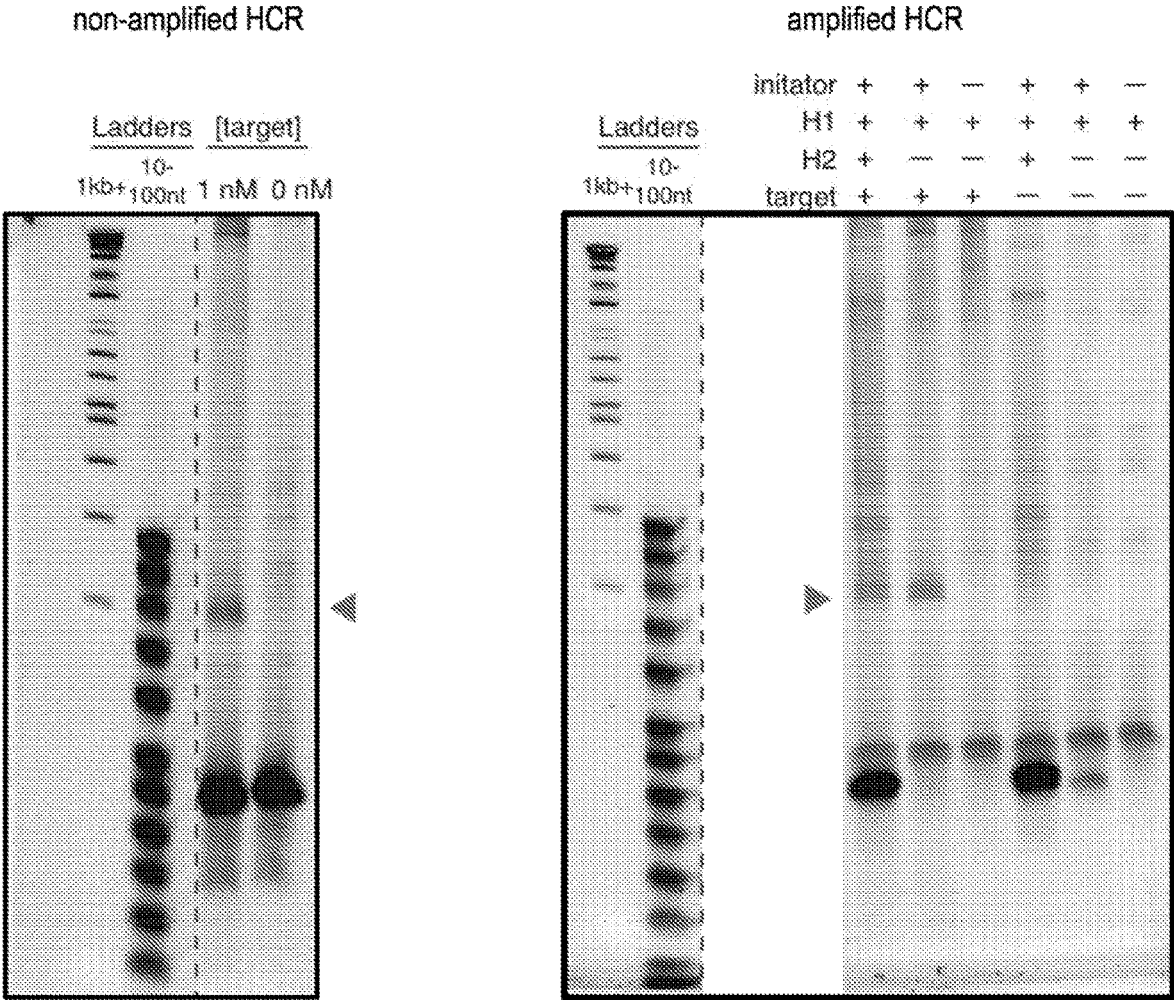 non-amplified HCR
Ladders [target]
1kb+ 10-100nt 1 nM 0 nM
amplified HCR
Ladders
1kb+ 10-100nt
initator + + — + + —
H1 + + + + + +
H2 + — — + — —
target + + + — — —